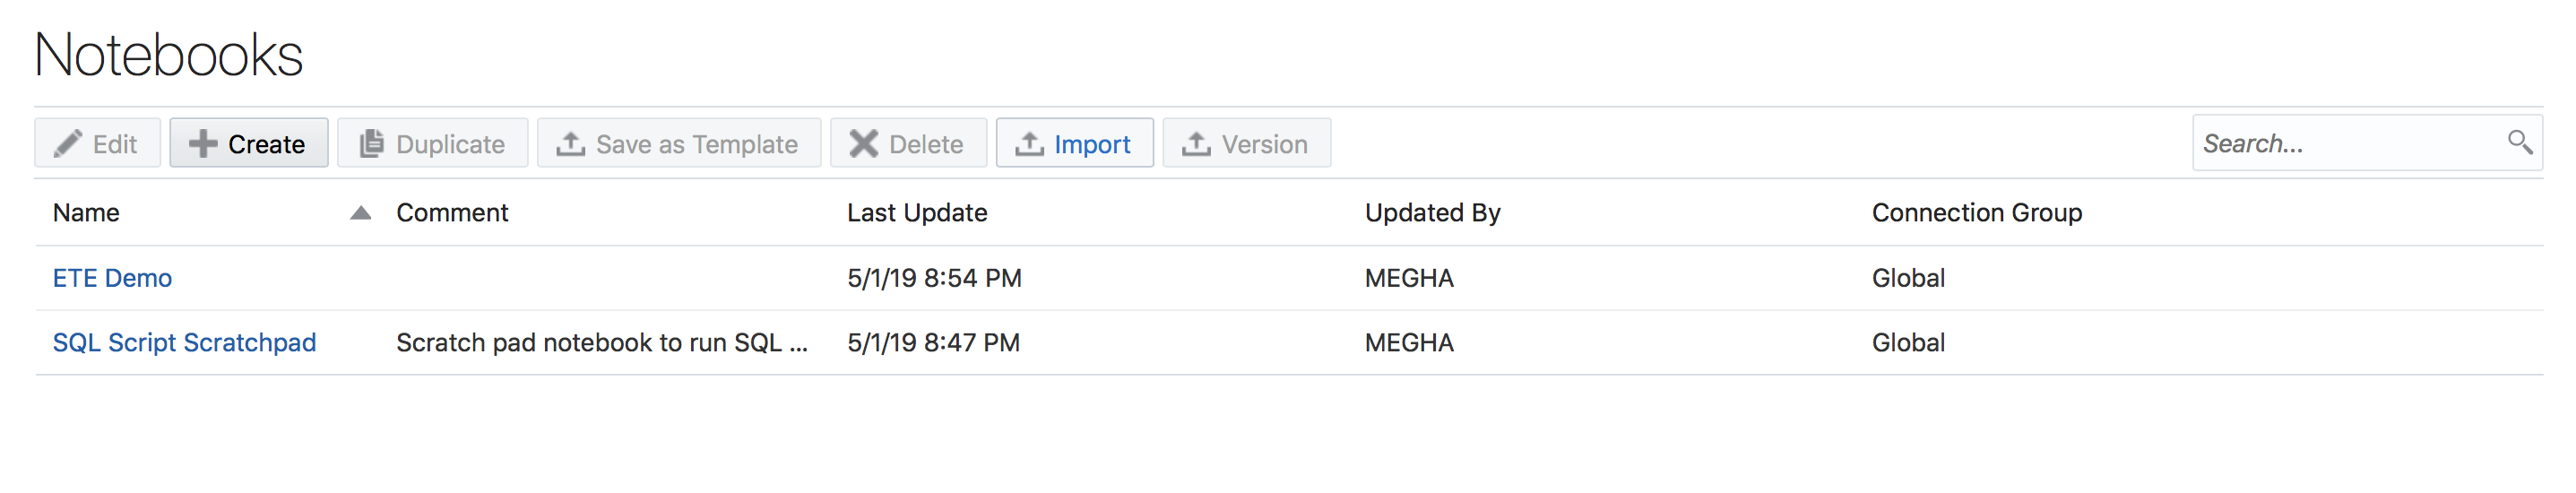 Notebooks
Edit Create Duplicate Save as Template Delete Import Version Search...
Name Comment Last Update Updated By Connection Group
ETE Demo 5/1/19 8:54 PM MEGHA Global
SQL Script Scratchpad Scratch pad notebook to run SQL ... 5/1/19 8:47 PM MEGHA Global